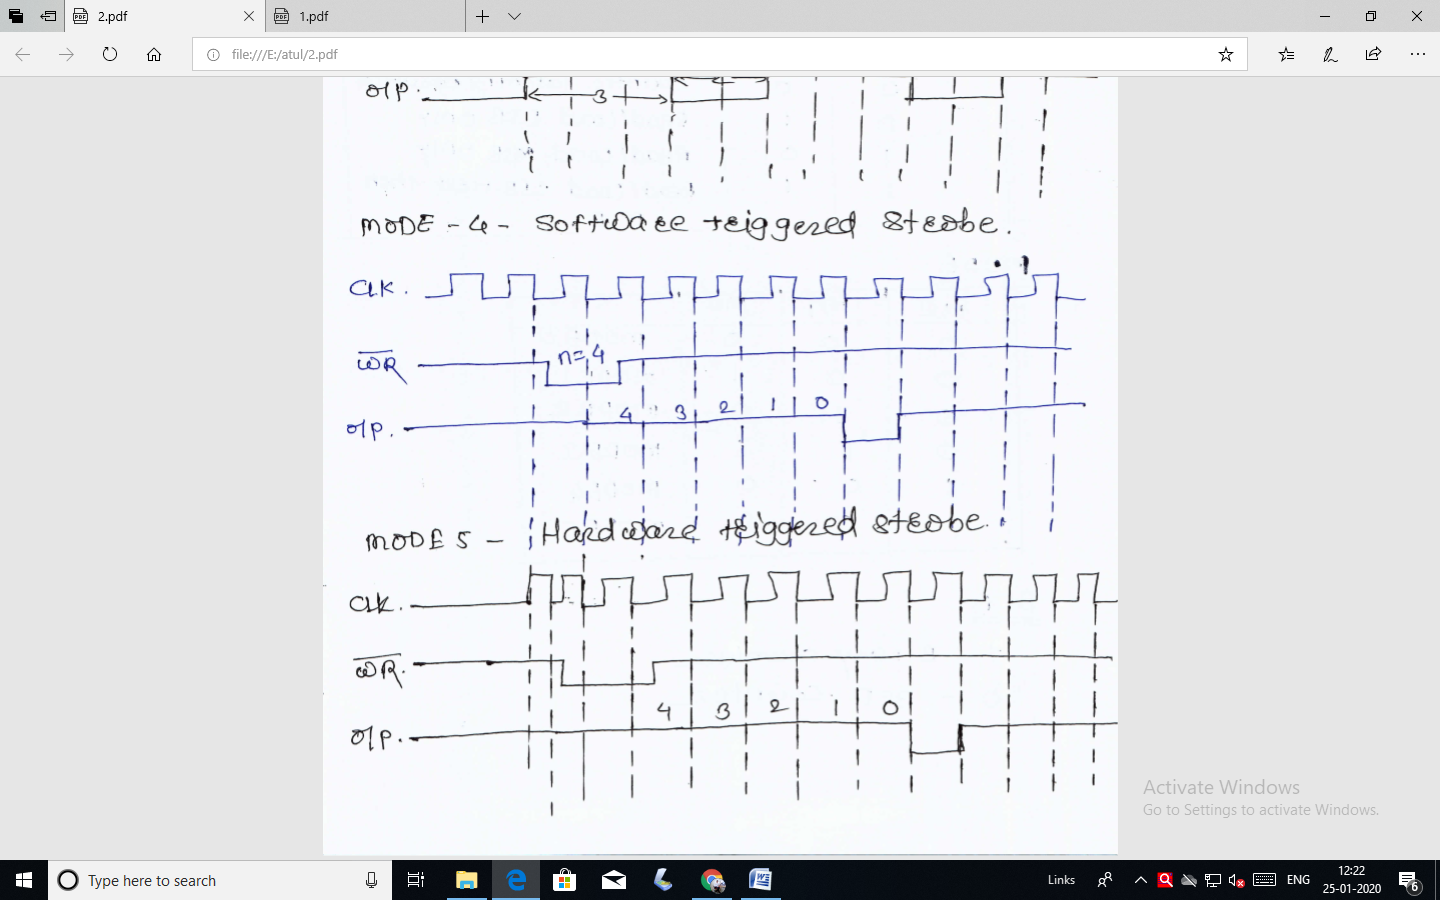 2.pdf
1.pdf
file:///E:/atul/2.pdf
O/P.
3
MODE - 4 - Software triggered Strobe.
CLK.
WR
n=4
O/P.
4 3 2 1 0
MODE 5 - Hardware triggered strobe.
CLK.
WR.
4 3 2 1 0
O/P.
Activate Windows
Go to Settings to activate Windows.
Type here to search
Links
ENG
12:22
25-01-2020
6